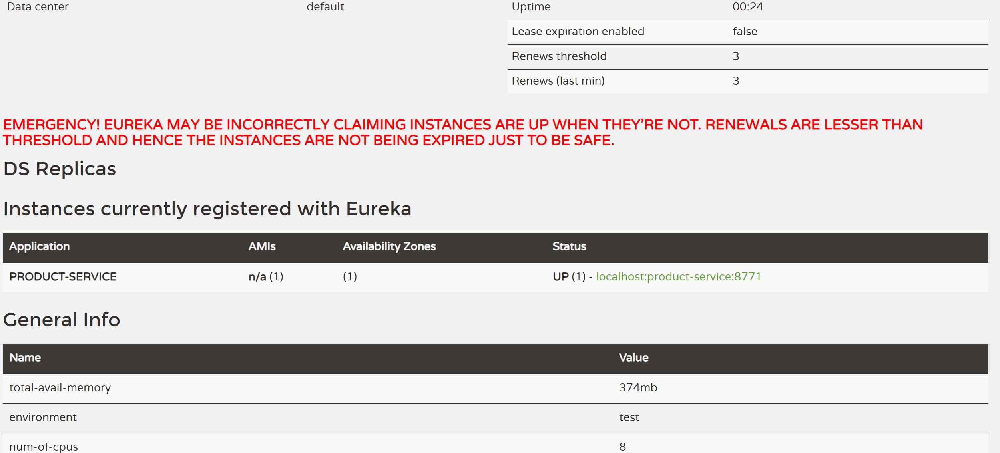 Data center default Uptime 00:24
Lease expiration enabled false
Renews threshold 3
Renews (last min) 3
EMERGENCY! EUREKA MAY BE INCORRECTLY CLAIMING INSTANCES ARE UP WHEN THEY'RE NOT. RENEWALS ARE LESSER THAN
THRESHOLD AND HENCE THE INSTANCES ARE NOT BEING EXPIRED JUST TO BE SAFE.
DS Replicas
Instances currently registered with Eureka
Application AMIs Availability Zones Status
PRODUCT-SERVICE n/a (1) (1) UP (1) - localhost:product-service:8771
General Info
Name Value
total-avail-memory 374mb
environment test
num-of-cpus 8